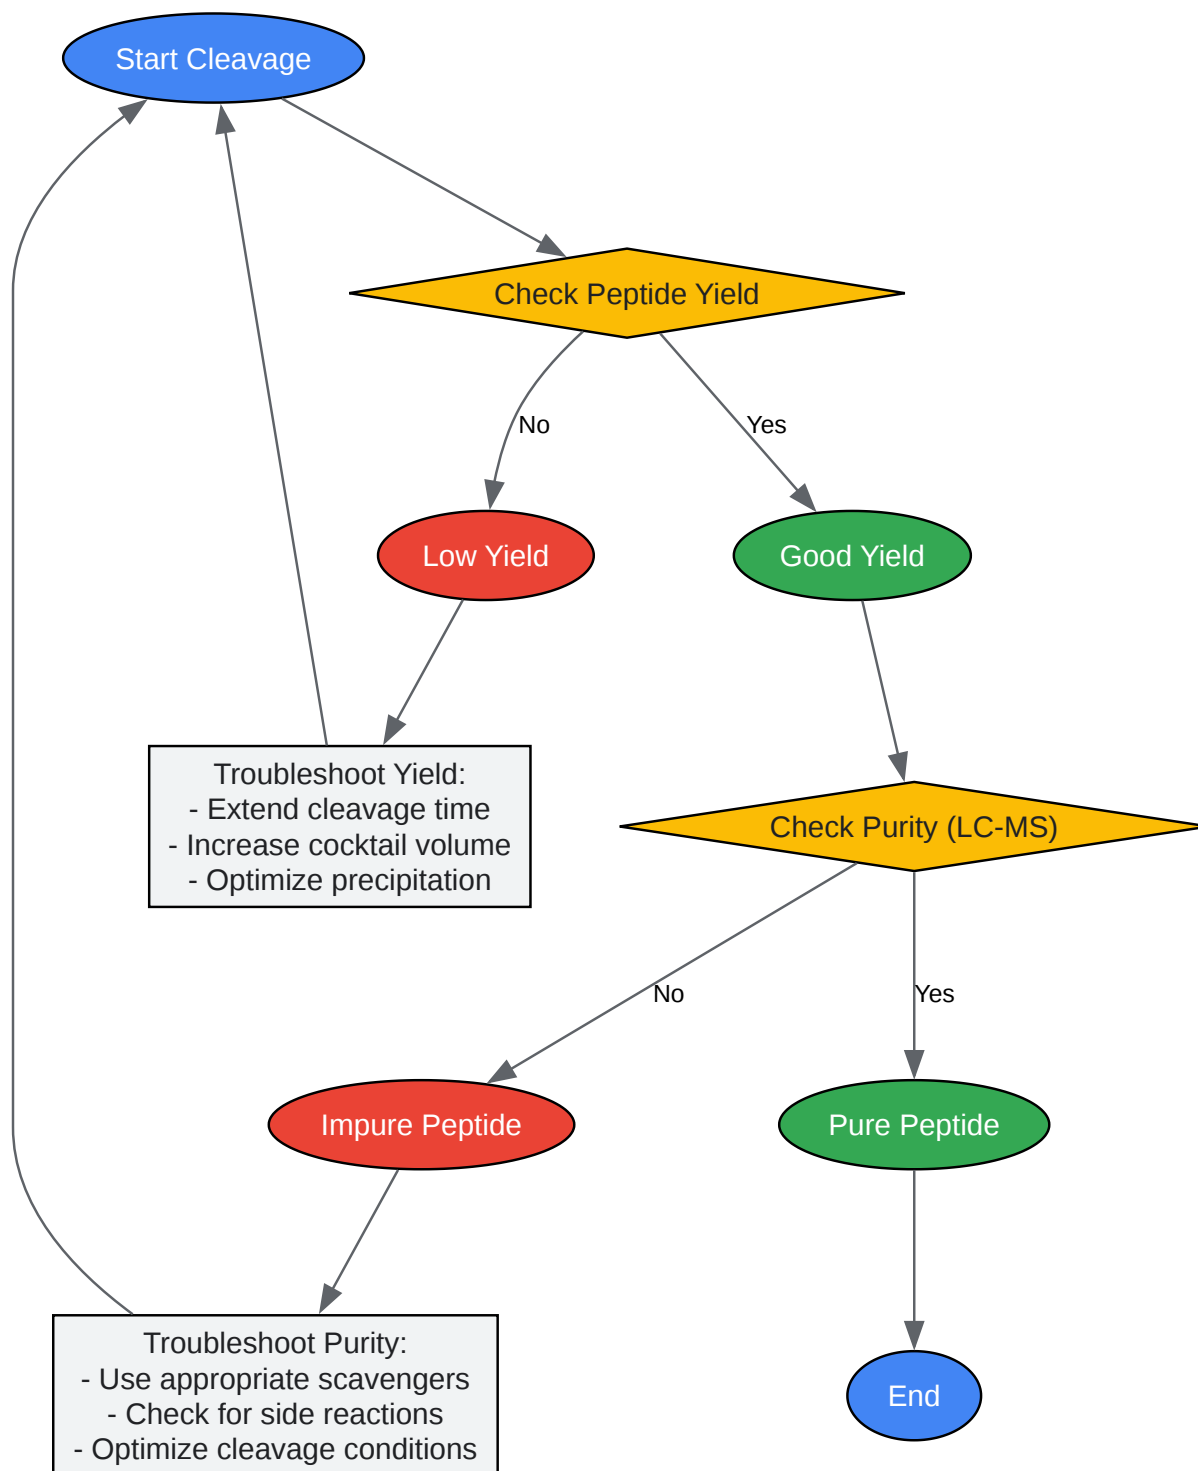 Start Cleavage
Check Peptide Yield
No
Yes
Low Yield
Good Yield
Troubleshoot Yield:
- Extend cleavage time
- Increase cocktail volume
- Optimize precipitation
Check Purity (LC-MS)
No
Yes
Impure Peptide
Pure Peptide
Troubleshoot Purity:
- Use appropriate scavengers
- Check for side reactions
- Optimize cleavage conditions
End